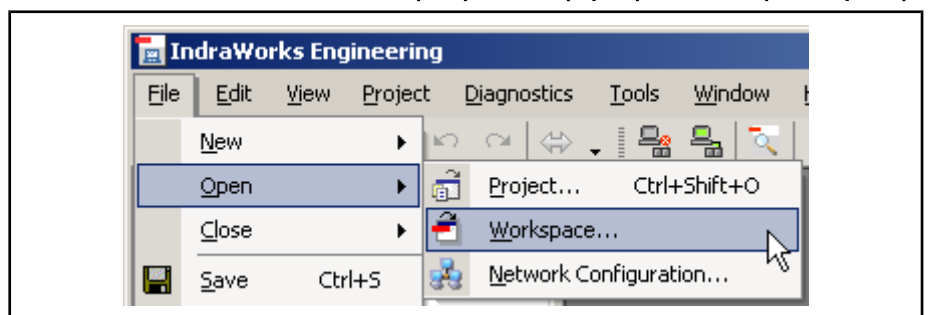 IndraWorks Engineering
File Edit View Project Diagnostics Tools Window
New
Open Project... Ctrl+Shift+O
Close Workspace...
Save Ctrl+S Network Configuration...